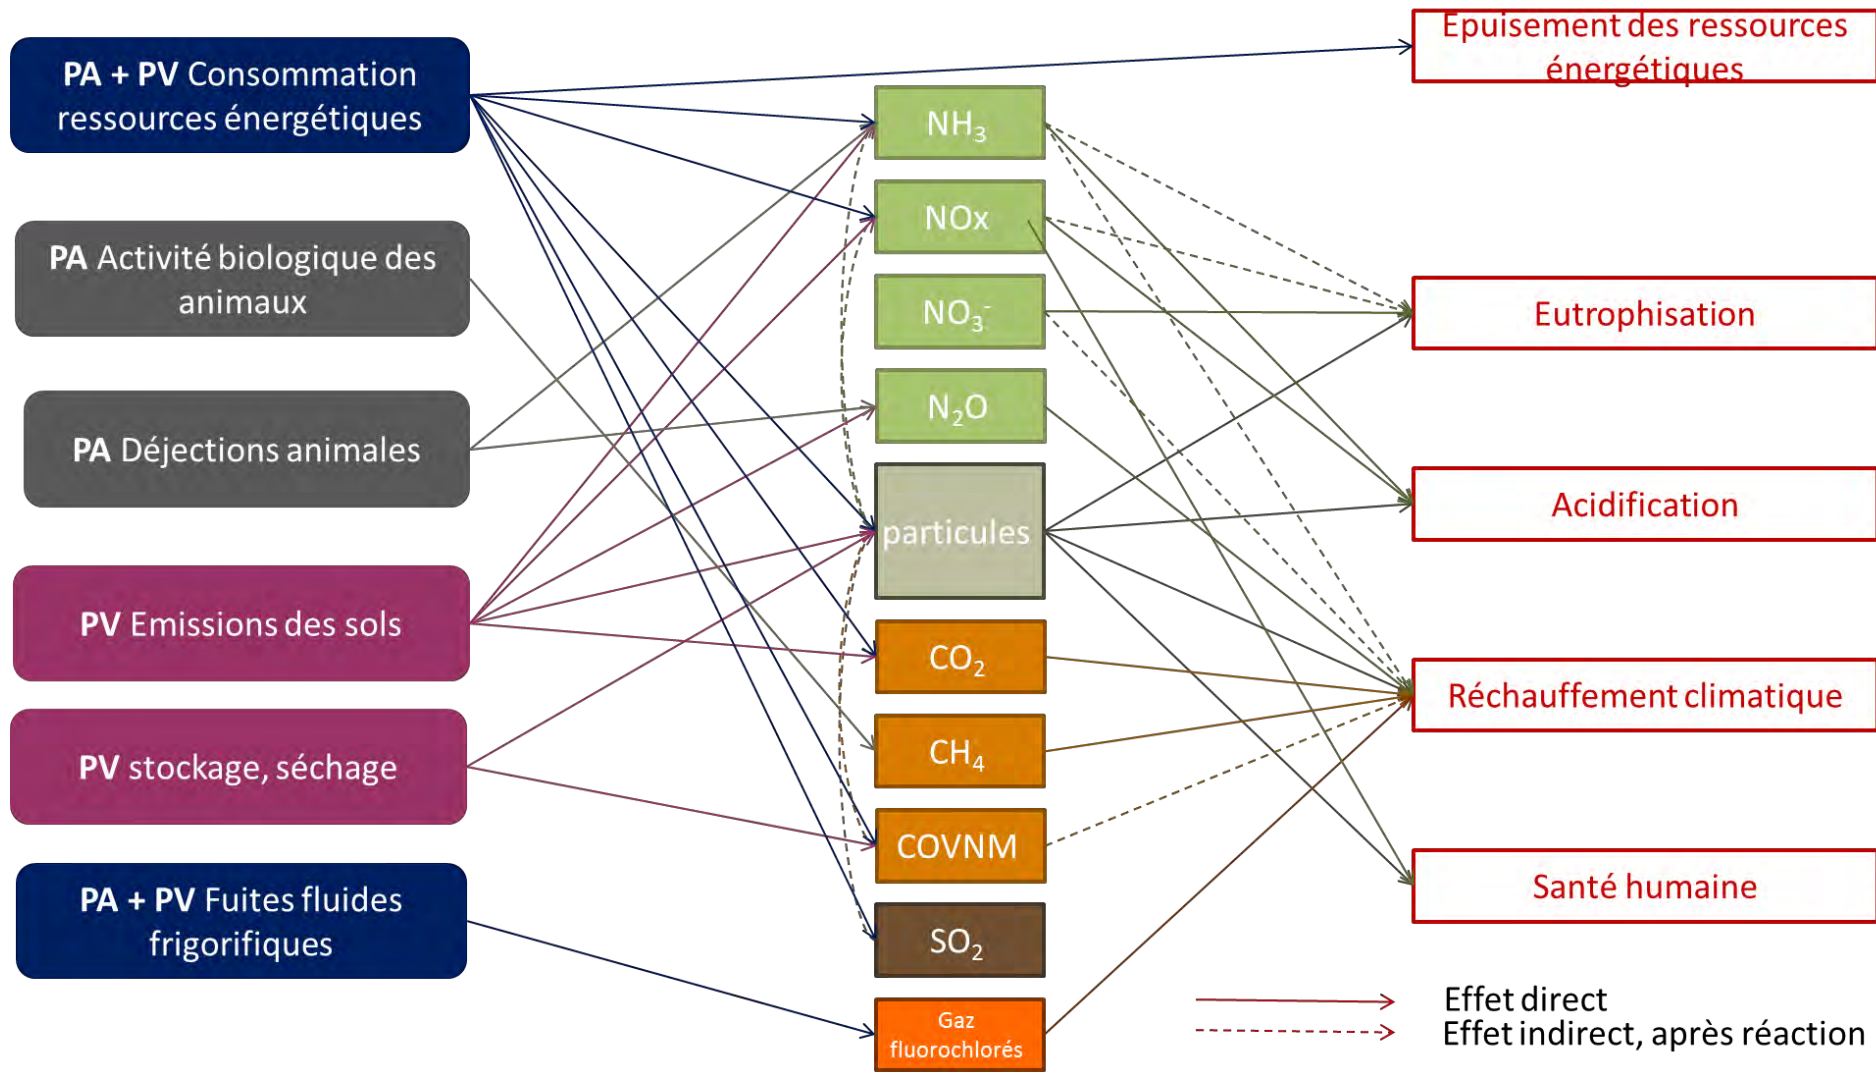 PA + PV Consommation
ressources énergétiques
PA Activité biologique des
animaux
PA Déjections animales
PV Emissions des sols
PV stockage, séchage
PA + PV Fuites fluides
frigorifiques
NH₃
NOx
NO₃⁻
N₂O
particules
CO₂
CH₄
COVNM
SO₂
Gaz
fluorochlorés
Epuisement des ressources
énergétiques
Eutrophisation
Acidification
Réchauffement climatique
Santé humaine
Effet direct
Effet indirect, après réaction